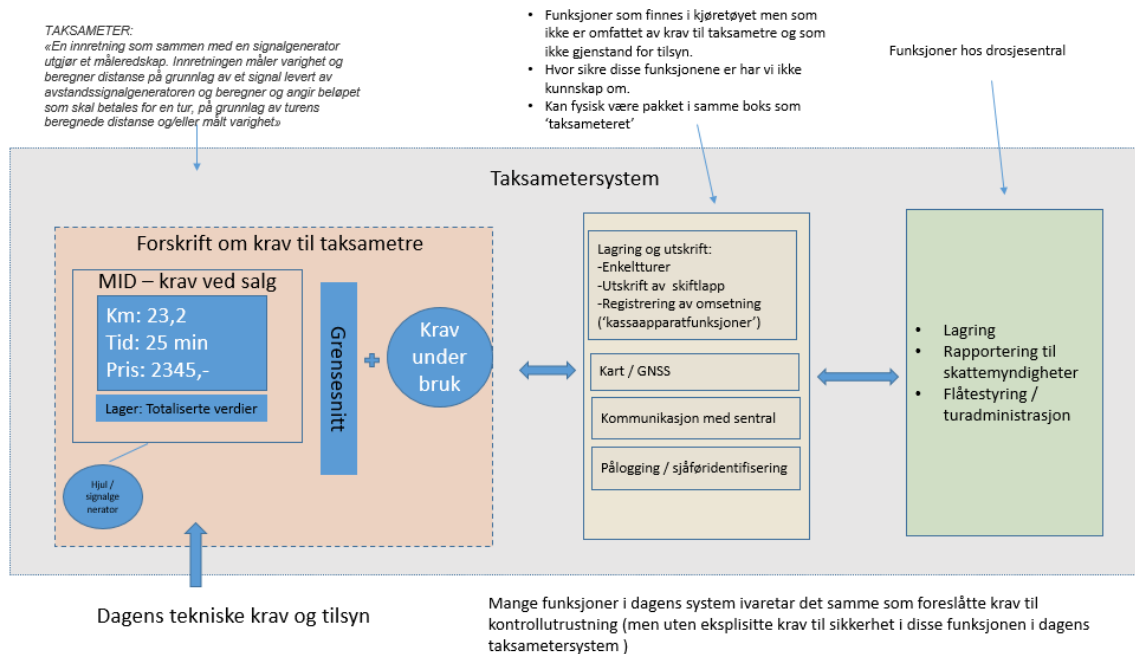 TAKSAMETER:
«En innretning som sammen med en signalgenerator
utgjør et måleredskap. Innretningen måler varighet og
beregner distanse på grunnlag av et signal levert av
avstandssignalgeneratoren og beregner og angir beløpet
som skal betales for en tur, på grunnlag av turens
beregnede distanse og/eller målt varighet»
• Funksjoner som finnes i kjøretøyet men som
ikke er omfattet av krav til taksametre og som
ikke gjenstand for tilsyn.
• Hvor sikre disse funksjonene er har vi ikke
kunnskap om.
• Kan fysisk være pakket i samme boks som
‘taksameteret’
Funksjoner hos drosjesentral
Taksametersystem
Forskrift om krav til taksametre
MID – krav ved salg
Km: 23,2
Tid: 25 min
Pris: 2345,-
Lager: Totaliserte verdier
Hjul /
signalge
nerator
Grensesnitt
Krav
under
bruk
Lagring og utskrift:
-Enkeltturer
-Utskrift av skiftlapp
-Registrering av omsetning
(‘kassaapparatfunksjoner’)
Kart / GNSS
Kommunikasjon med sentral
Pålogging / sjåføridentifisering
• Lagring
• Rapportering til
skattemyndigheter
• Flåtestyring /
turadministrasjon
Dagens tekniske krav og tilsyn
Mange funksjoner i dagens system ivaretar det samme som foreslåtte krav til
kontrollutrustning (men uten eksplisitte krav til sikkerhet i disse funksjonen i dagens
taksametersystem )